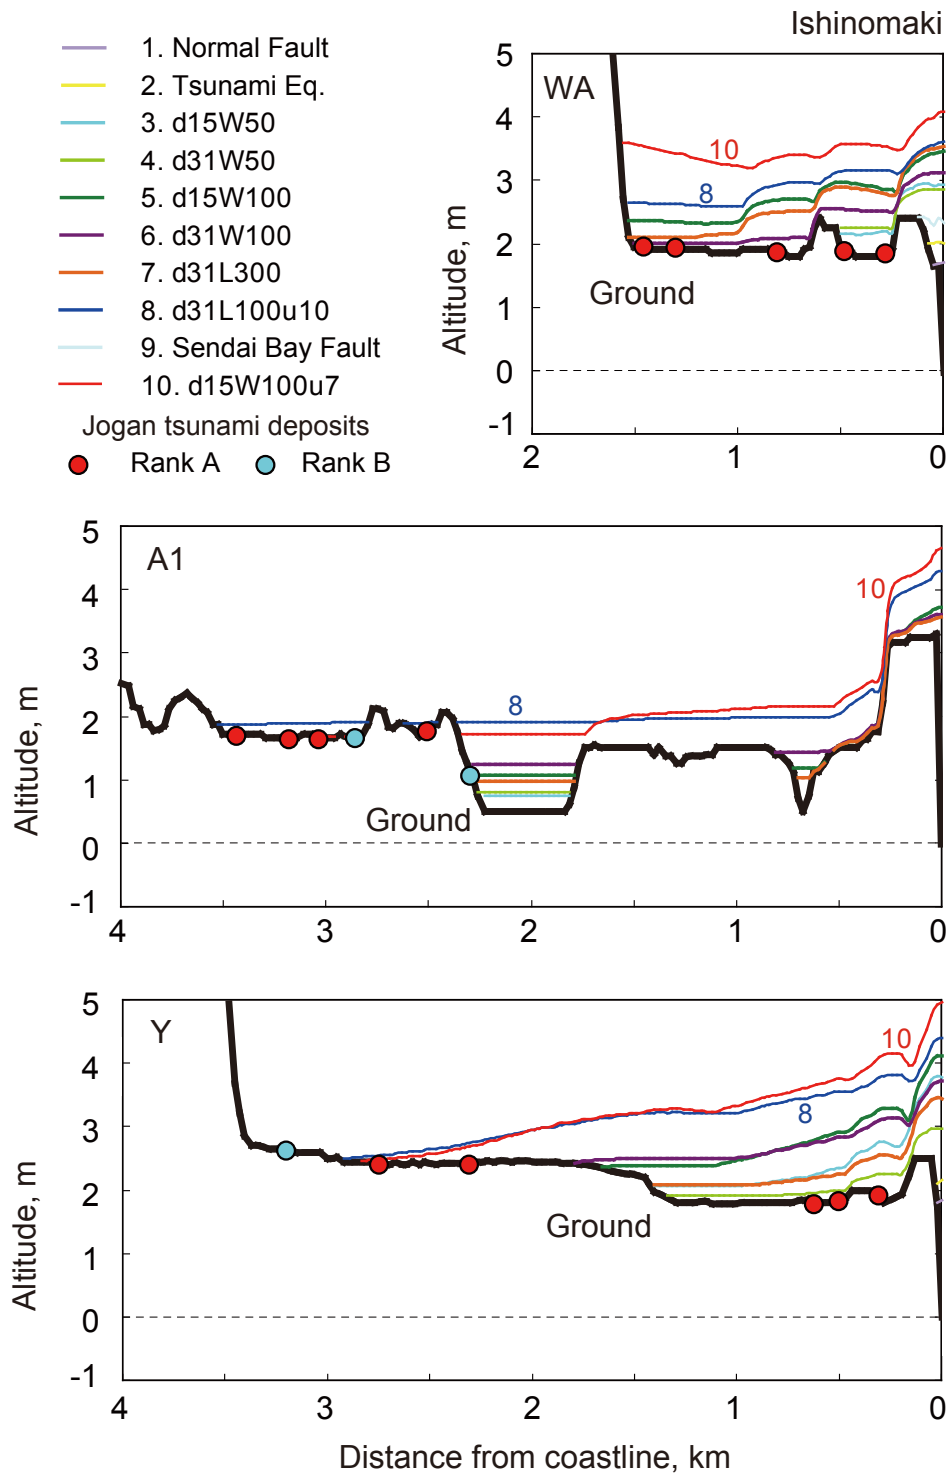 Ishinomaki
1. Normal Fault
2. Tsunami Eq.
3. d15W50
4. d31W50
5. d15W100
6. d31W100
7. d31L300
8. d31L100u10
9. Sendai Bay Fault
10. d15W100u7
Jogan tsunami deposits
Rank A
Rank B
WA
5
4
3
2
1
0
-1
Altitude, m
10
8
Ground
2
1
0
A1
5
4
3
2
1
0
-1
Altitude, m
10
8
Ground
4
3
2
1
0
Y
5
4
3
2
1
0
-1
Altitude, m
10
8
Ground
4
3
2
1
0
Distance from coastline, km